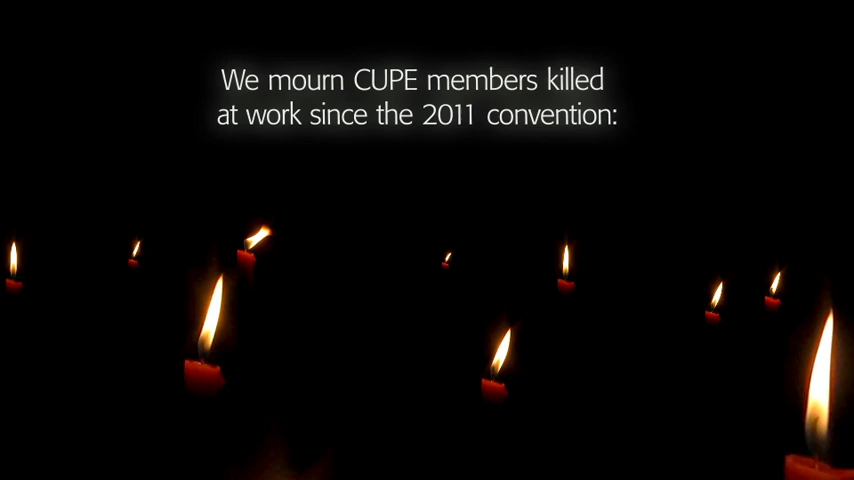 We mourn CUPE members killed
at work since the 2011 convention: